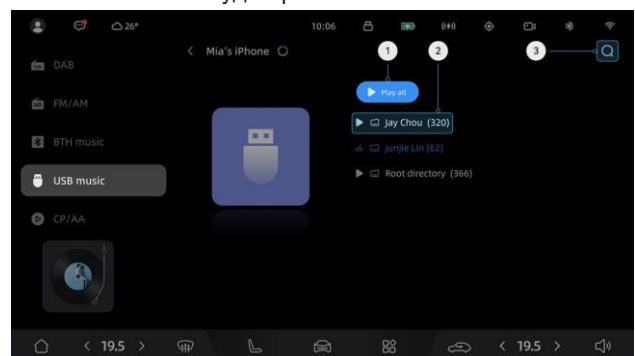 26° 10:06
Mia's iPhone
1 2 3
DAB
FM/AM
BTH music
USB music
CP/AA
Play all
Jay Chou (320)
Junjie Lin (62)
Root directory (366)
19.5 19.5